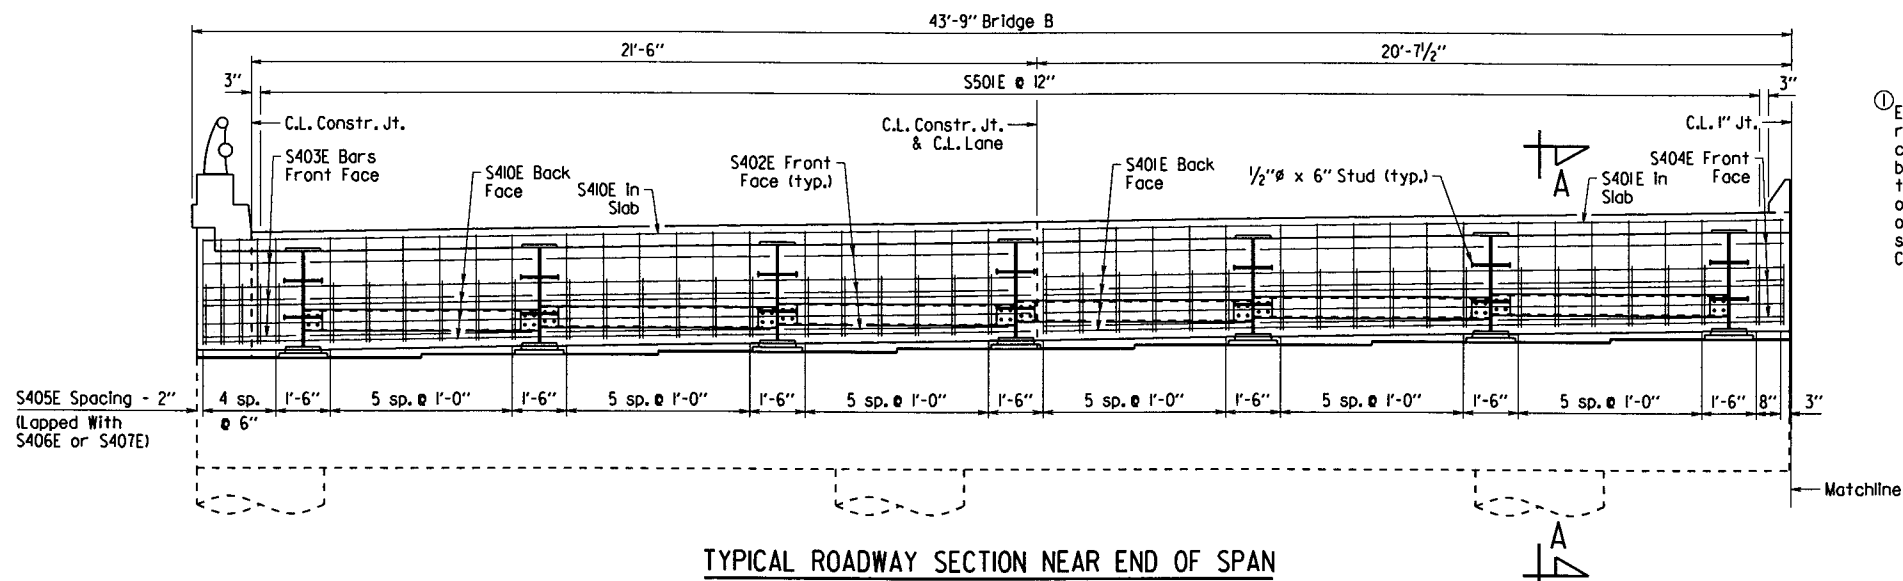 43'-9" Bridge B
21'-6"
20'-7½"
3"
S501E @ 12"
3"
C.L. Constr. Jt.
C.L. Constr. Jt.
& C.L. Lane
C.L. 1" Jt.
S403E Bars
Front Face
S410E Back
Face
S410E in
Slab
S402E Front
Face (typ.)
S401E Back
Face
½"ø x 6" Stud (typ.)
A
S401E in
Slab
S404E Front
Face
①
E
r
c
b
t
o
o
s
C
S405E Spacing - 2"
(Lapped With
S406E or S407E)
4 sp.
@ 6"
1'-6"
5 sp. @ 1'-0"
1'-6"
5 sp. @ 1'-0"
1'-6"
5 sp. @ 1'-0"
1'-6"
5 sp. @ 1'-0"
1'-6"
5 sp. @ 1'-0"
1'-6"
5 sp. @ 1'-0"
1'-6"
8"
3"
Matchline
TYPICAL ROADWAY SECTION NEAR END OF SPAN
A